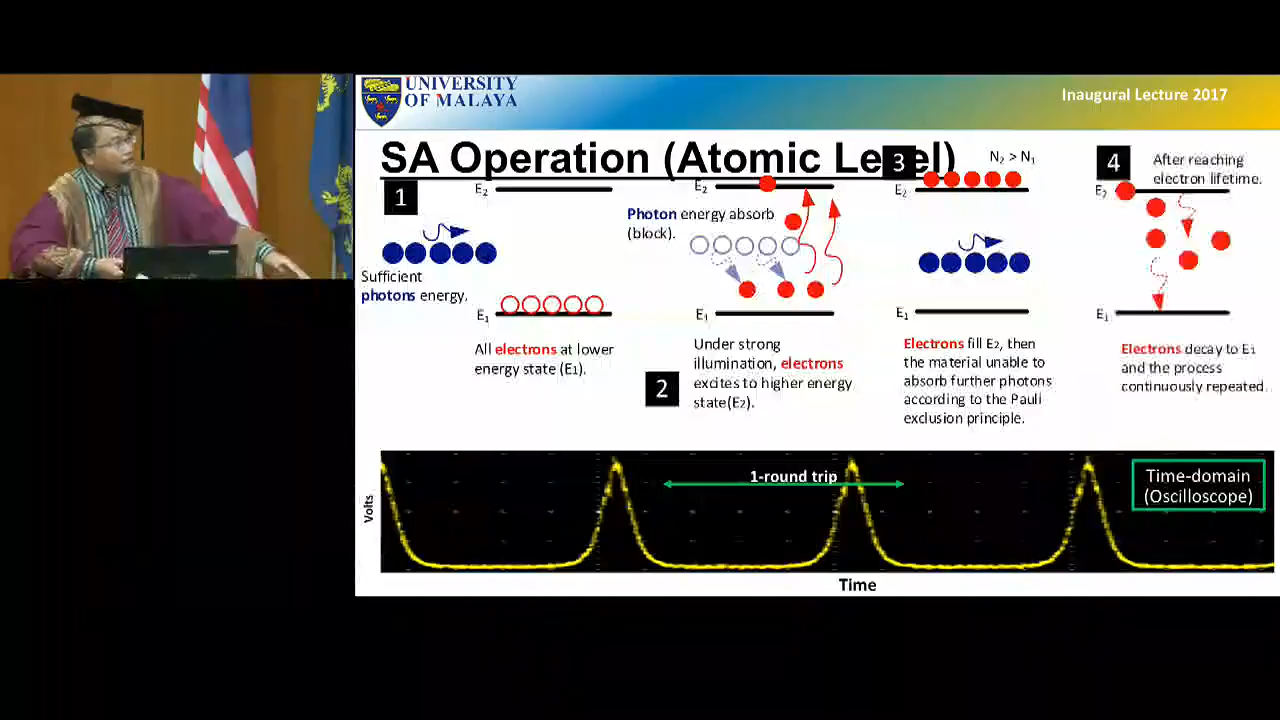 UNIVERSITY
OF MALAYA
Inaugural Lecture 2017
SA Operation (Atomic Level)
1
E2
Sufficient
photons energy.
E1
All electrons at lower
energy state (E1).
2
E2
Photon energy absorb
(block).
E1
Under strong
illumination, electrons
excites to higher energy
state(E2).
3
N2 > N1
E2
E1
Electrons fill E2, then
the material unable to
absorb further photons
according to the Pauli
exclusion principle.
4
After reaching
electron lifetime.
E2
E1
Electrons decay to E1
and the process
continuously repeated.
Volts
1-round trip
Time-domain
(Oscilloscope)
Time